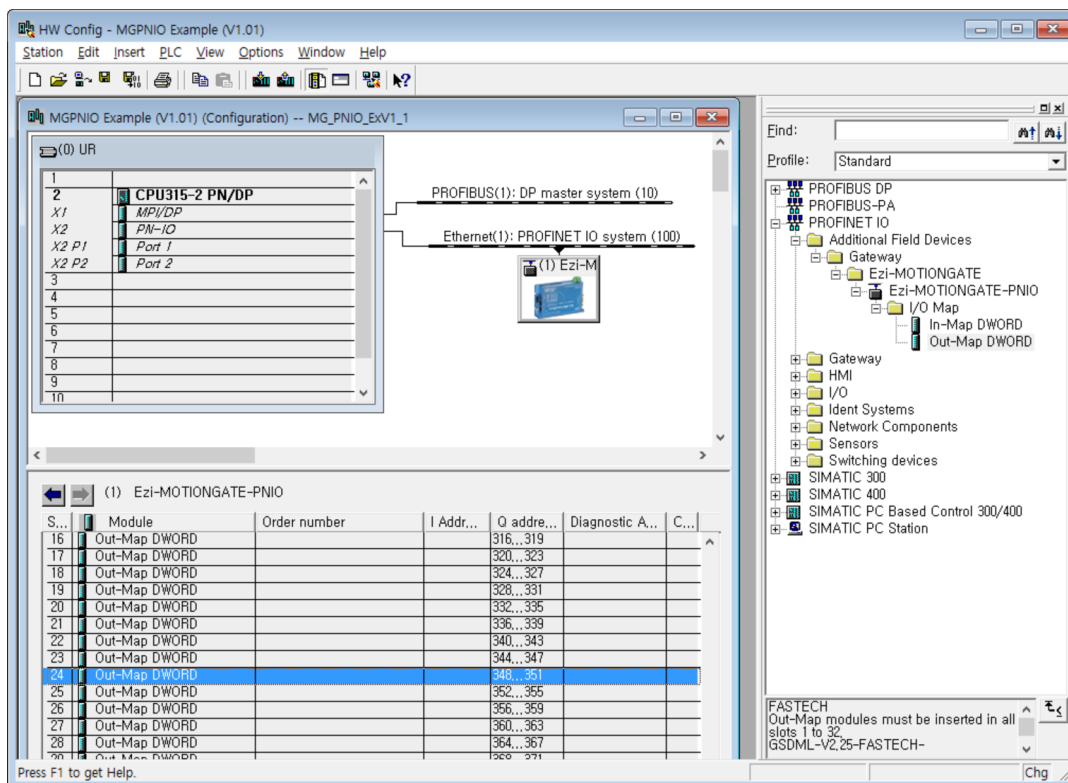 HW Config - MGPNIO Example (V1.01)
Station Edit Insert PLC View Options Window Help
MGPNIO Example (V1.01) (Configuration) -- MG_PNIO_ExV1_1
(0) UR
1
2 CPU315-2 PN/DP
X1 MPI/DP
X2 PN-IO
X2 P1 Port 1
X2 P2 Port 2
3
4
5
6
7
8
9
10
PROFIBUS(1): DP master system (10)
Ethernet(1): PROFINET IO system (100)
(1) Ezi-M
(1) Ezi-MOTIONGATE-PNIO
S... Module Order number I Addr... Q addre... Diagnostic A... C...
16 Out-Map DWORD 316...319
17 Out-Map DWORD 320...323
18 Out-Map DWORD 324...327
19 Out-Map DWORD 328...331
20 Out-Map DWORD 332...335
21 Out-Map DWORD 336...339
22 Out-Map DWORD 340...343
23 Out-Map DWORD 344...347
24 Out-Map DWORD 348...351
25 Out-Map DWORD 352...355
26 Out-Map DWORD 356...359
27 Out-Map DWORD 360...363
28 Out-Map DWORD 364...367
Find:
Profile: Standard
PROFIBUS DP
PROFIBUS-PA
PROFINET IO
Additional Field Devices
Gateway
Ezi-MOTIONGATE
Ezi-MOTIONGATE-PNIO
I/O Map
In-Map DWORD
Out-Map DWORD
Gateway
HMI
I/O
Ident Systems
Network Components
Sensors
Switching devices
SIMATIC 300
SIMATIC 400
SIMATIC PC Based Control 300/400
SIMATIC PC Station
FASTECH
Out-Map modules must be inserted in all
slots 1 to 32.
GSDML-V2.25-FASTECH-
Press F1 to get Help.
Chg